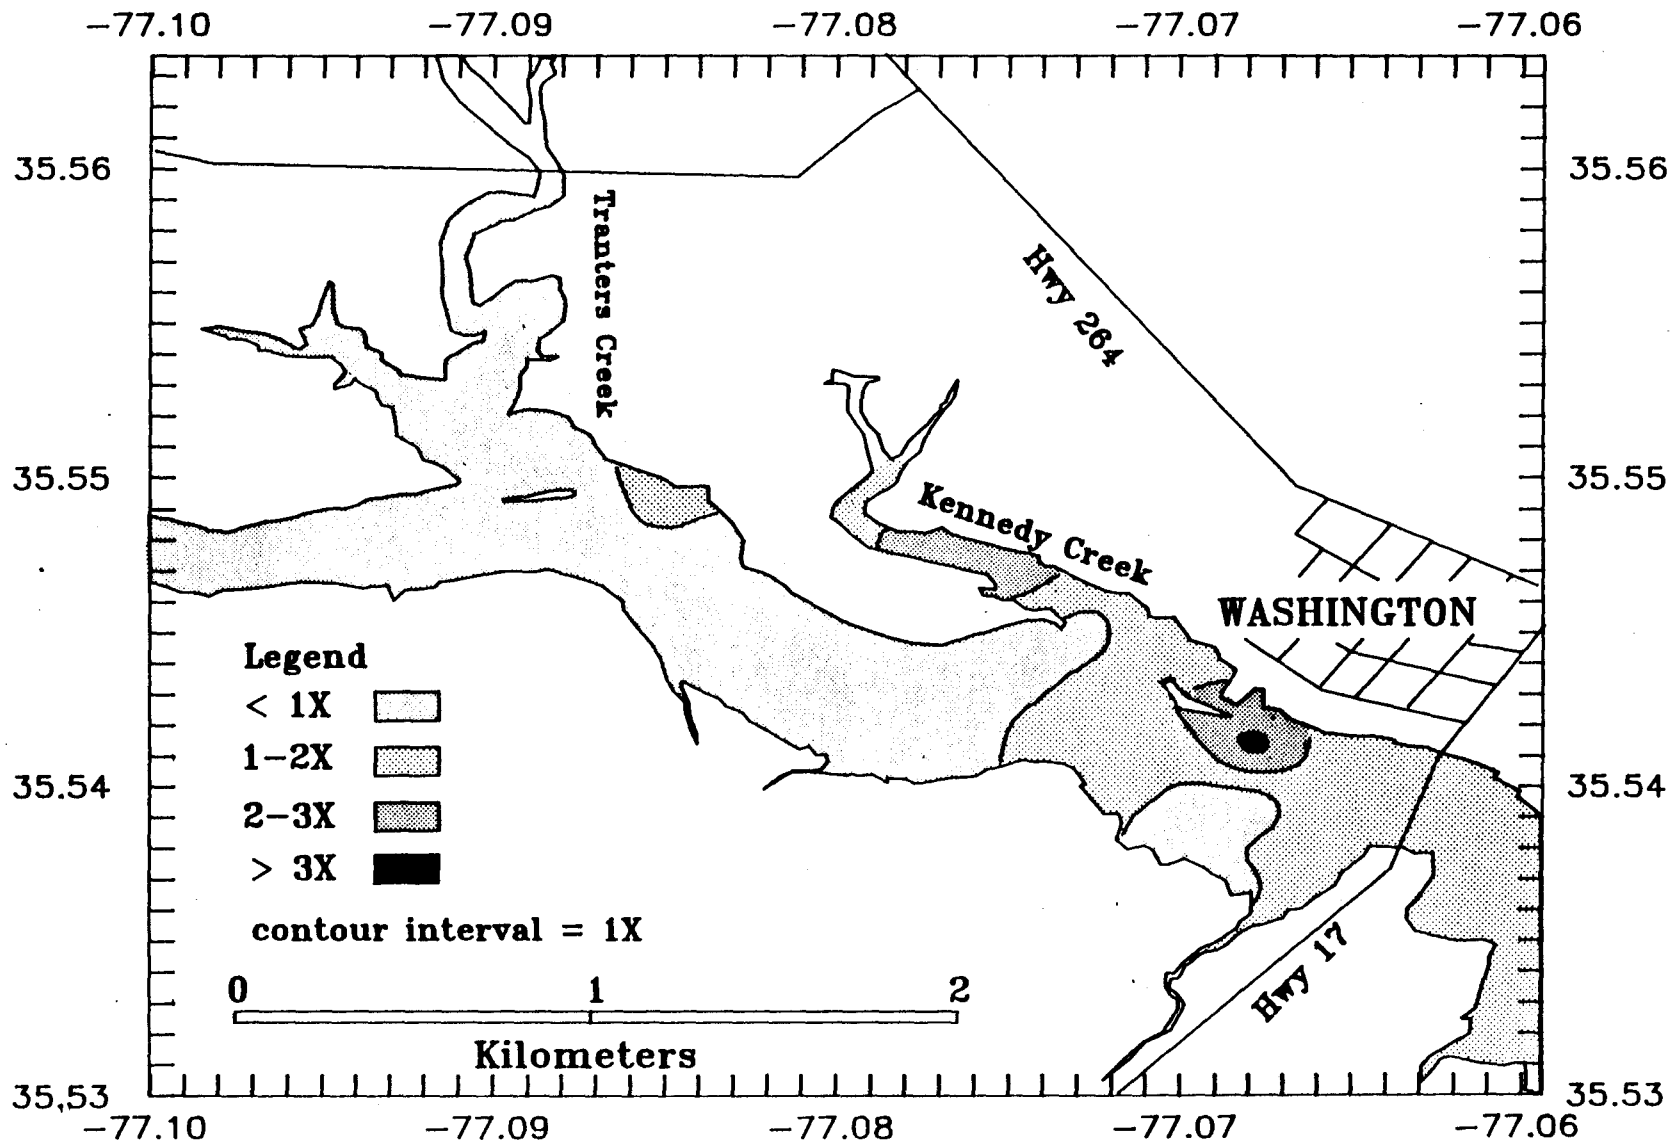 −77.10 −77.09 −77.08 −77.07 −77.06
35.56 35.56
Tranters Creek
Hwy 264
35.55 35.55
Kennedy Creek
WASHINGTON
Legend
< 1X
1−2X
35.54 35.54
2−3X
> 3X
contour interval = 1X
Hwy 17
0 1 2
Kilometers
35,53 35.53
−77.10 −77.09 −77.08 −77.07 −77.06